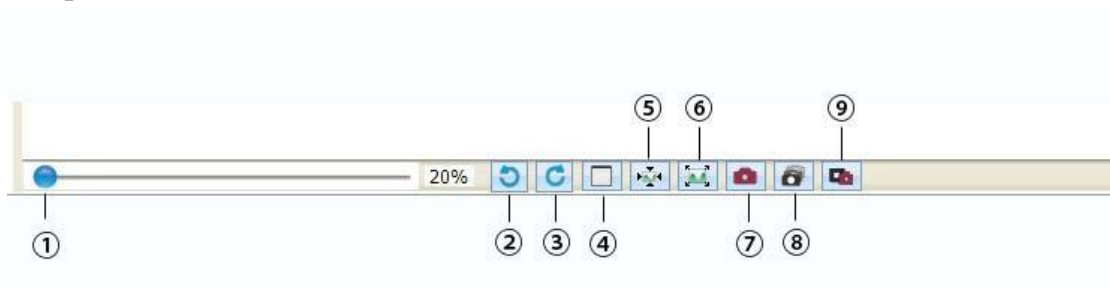 ⑤ ⑥ ⑨
20%
① ② ③ ④ ⑦ ⑧